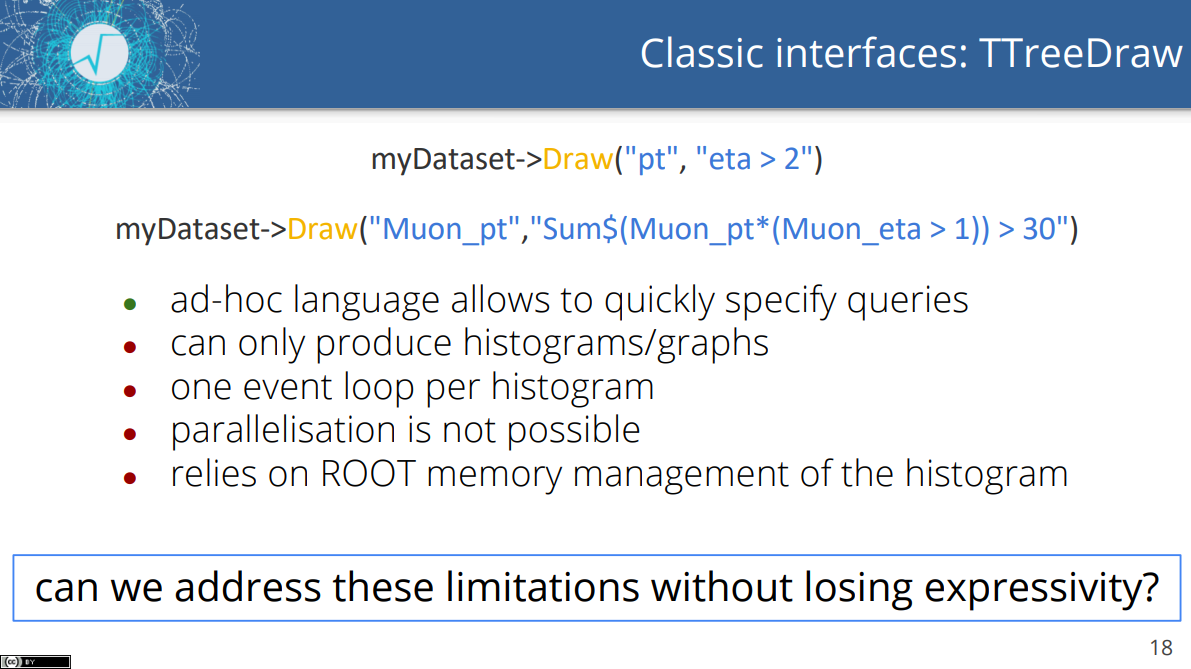 Classic interfaces: TTreeDraw
myDataset->Draw("pt", "eta > 2")
myDataset->Draw("Muon_pt","Sum$(Muon_pt*(Muon_eta > 1)) > 30")
● ad-hoc language allows to quickly specify queries
● can only produce histograms/graphs
● one event loop per histogram
● parallelisation is not possible
● relies on ROOT memory management of the histogram
can we address these limitations without losing expressivity?
18
(cc) BY